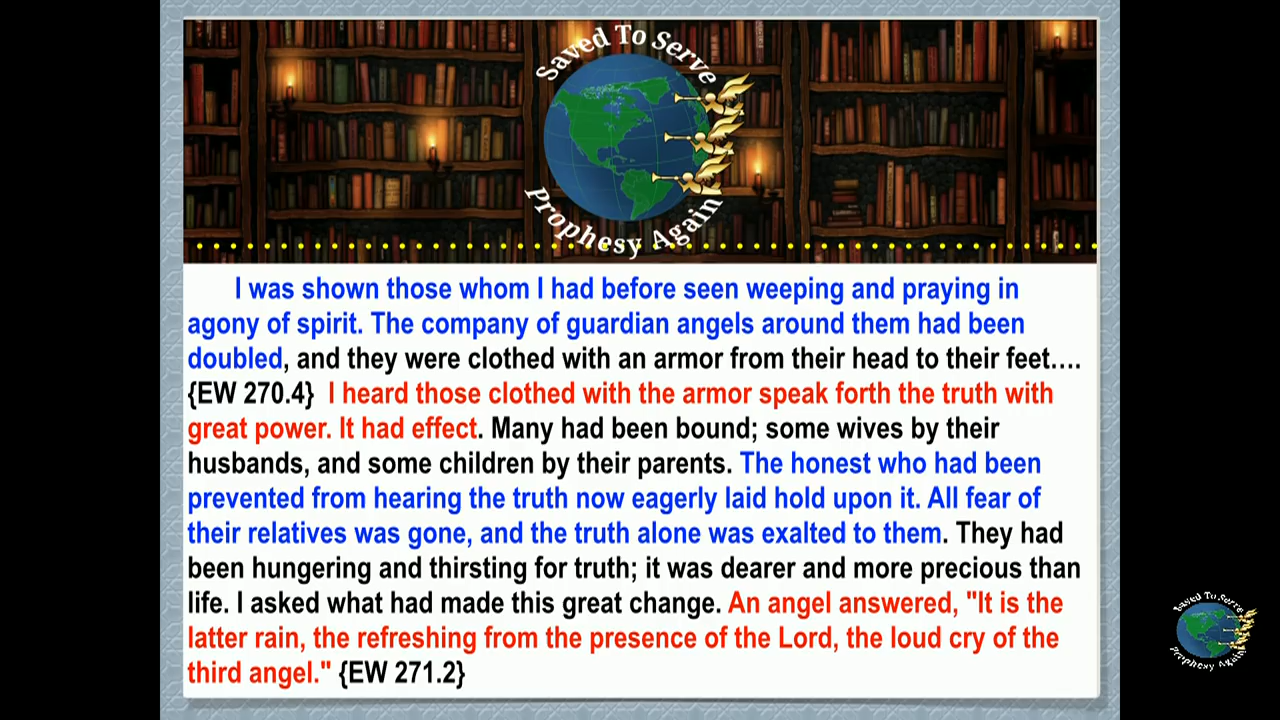 Saved To Serve
Prophesy Again
I was shown those whom I had before seen weeping and praying in
agony of spirit. The company of guardian angels around them had been
doubled, and they were clothed with an armor from their head to their feet….
{EW 270.4} I heard those clothed with the armor speak forth the truth with
great power. It had effect. Many had been bound; some wives by their
husbands, and some children by their parents. The honest who had been
prevented from hearing the truth now eagerly laid hold upon it. All fear of
their relatives was gone, and the truth alone was exalted to them. They had
been hungering and thirsting for truth; it was dearer and more precious than
life. I asked what had made this great change. An angel answered, "It is the
latter rain, the refreshing from the presence of the Lord, the loud cry of the
third angel." {EW 271.2}
Saved To Serve
Prophesy Again